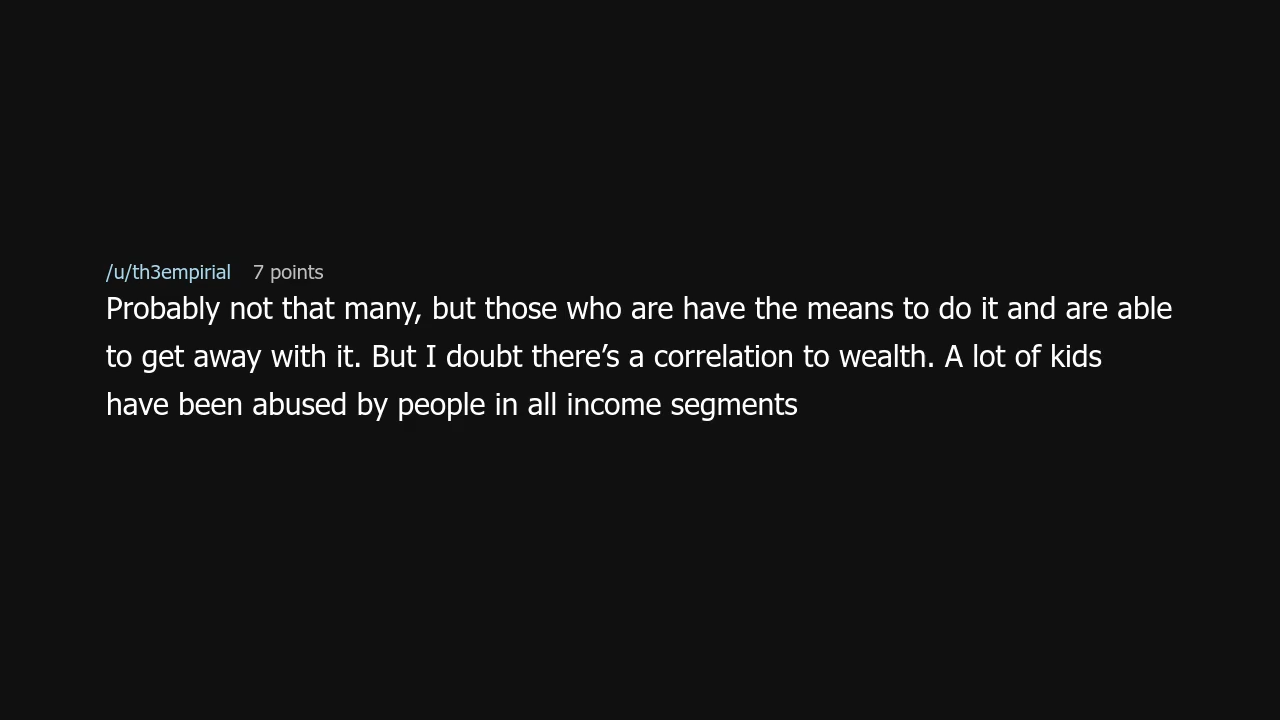 /u/th3empirial 7 points
Probably not that many, but those who are have the means to do it and are able
to get away with it. But I doubt there’s a correlation to wealth. A lot of kids
have been abused by people in all income segments